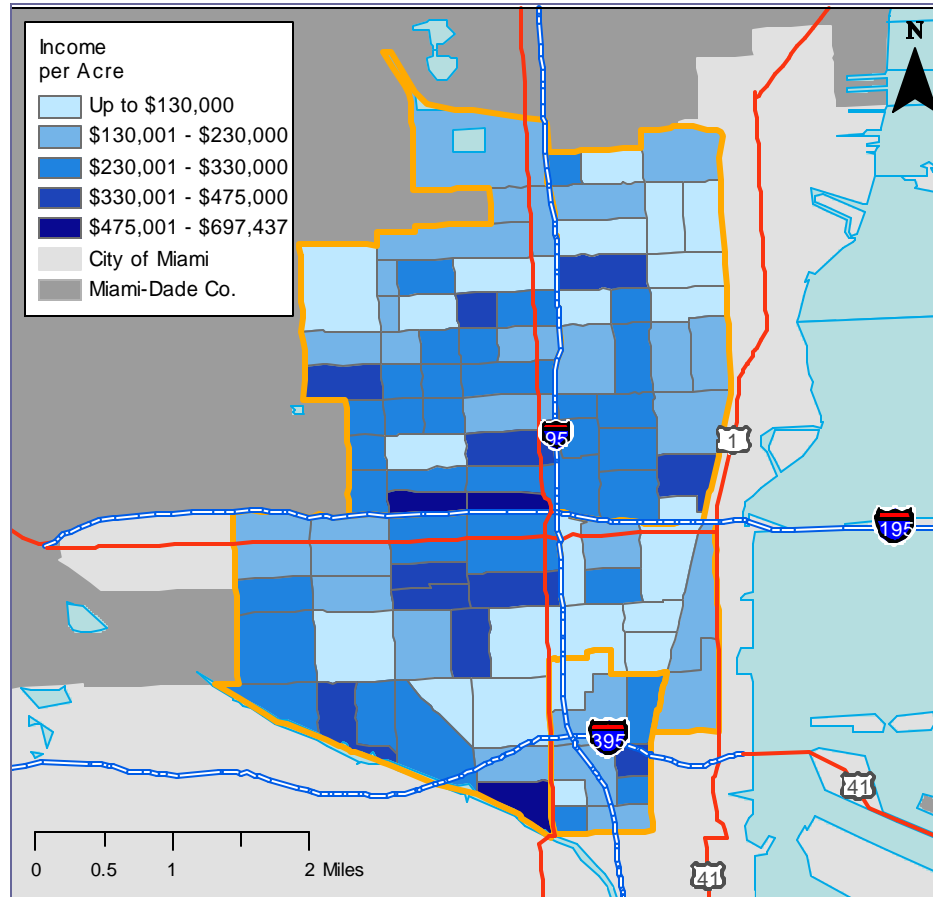 Income
per Acre
Up to $130,000
$130,001 - $230,000
$230,001 - $330,000
$330,001 - $475,000
$475,001 - $697,437
City of Miami
Miami-Dade Co.
N
95
1
195
395
41
41
0 0.5 1 2 Miles